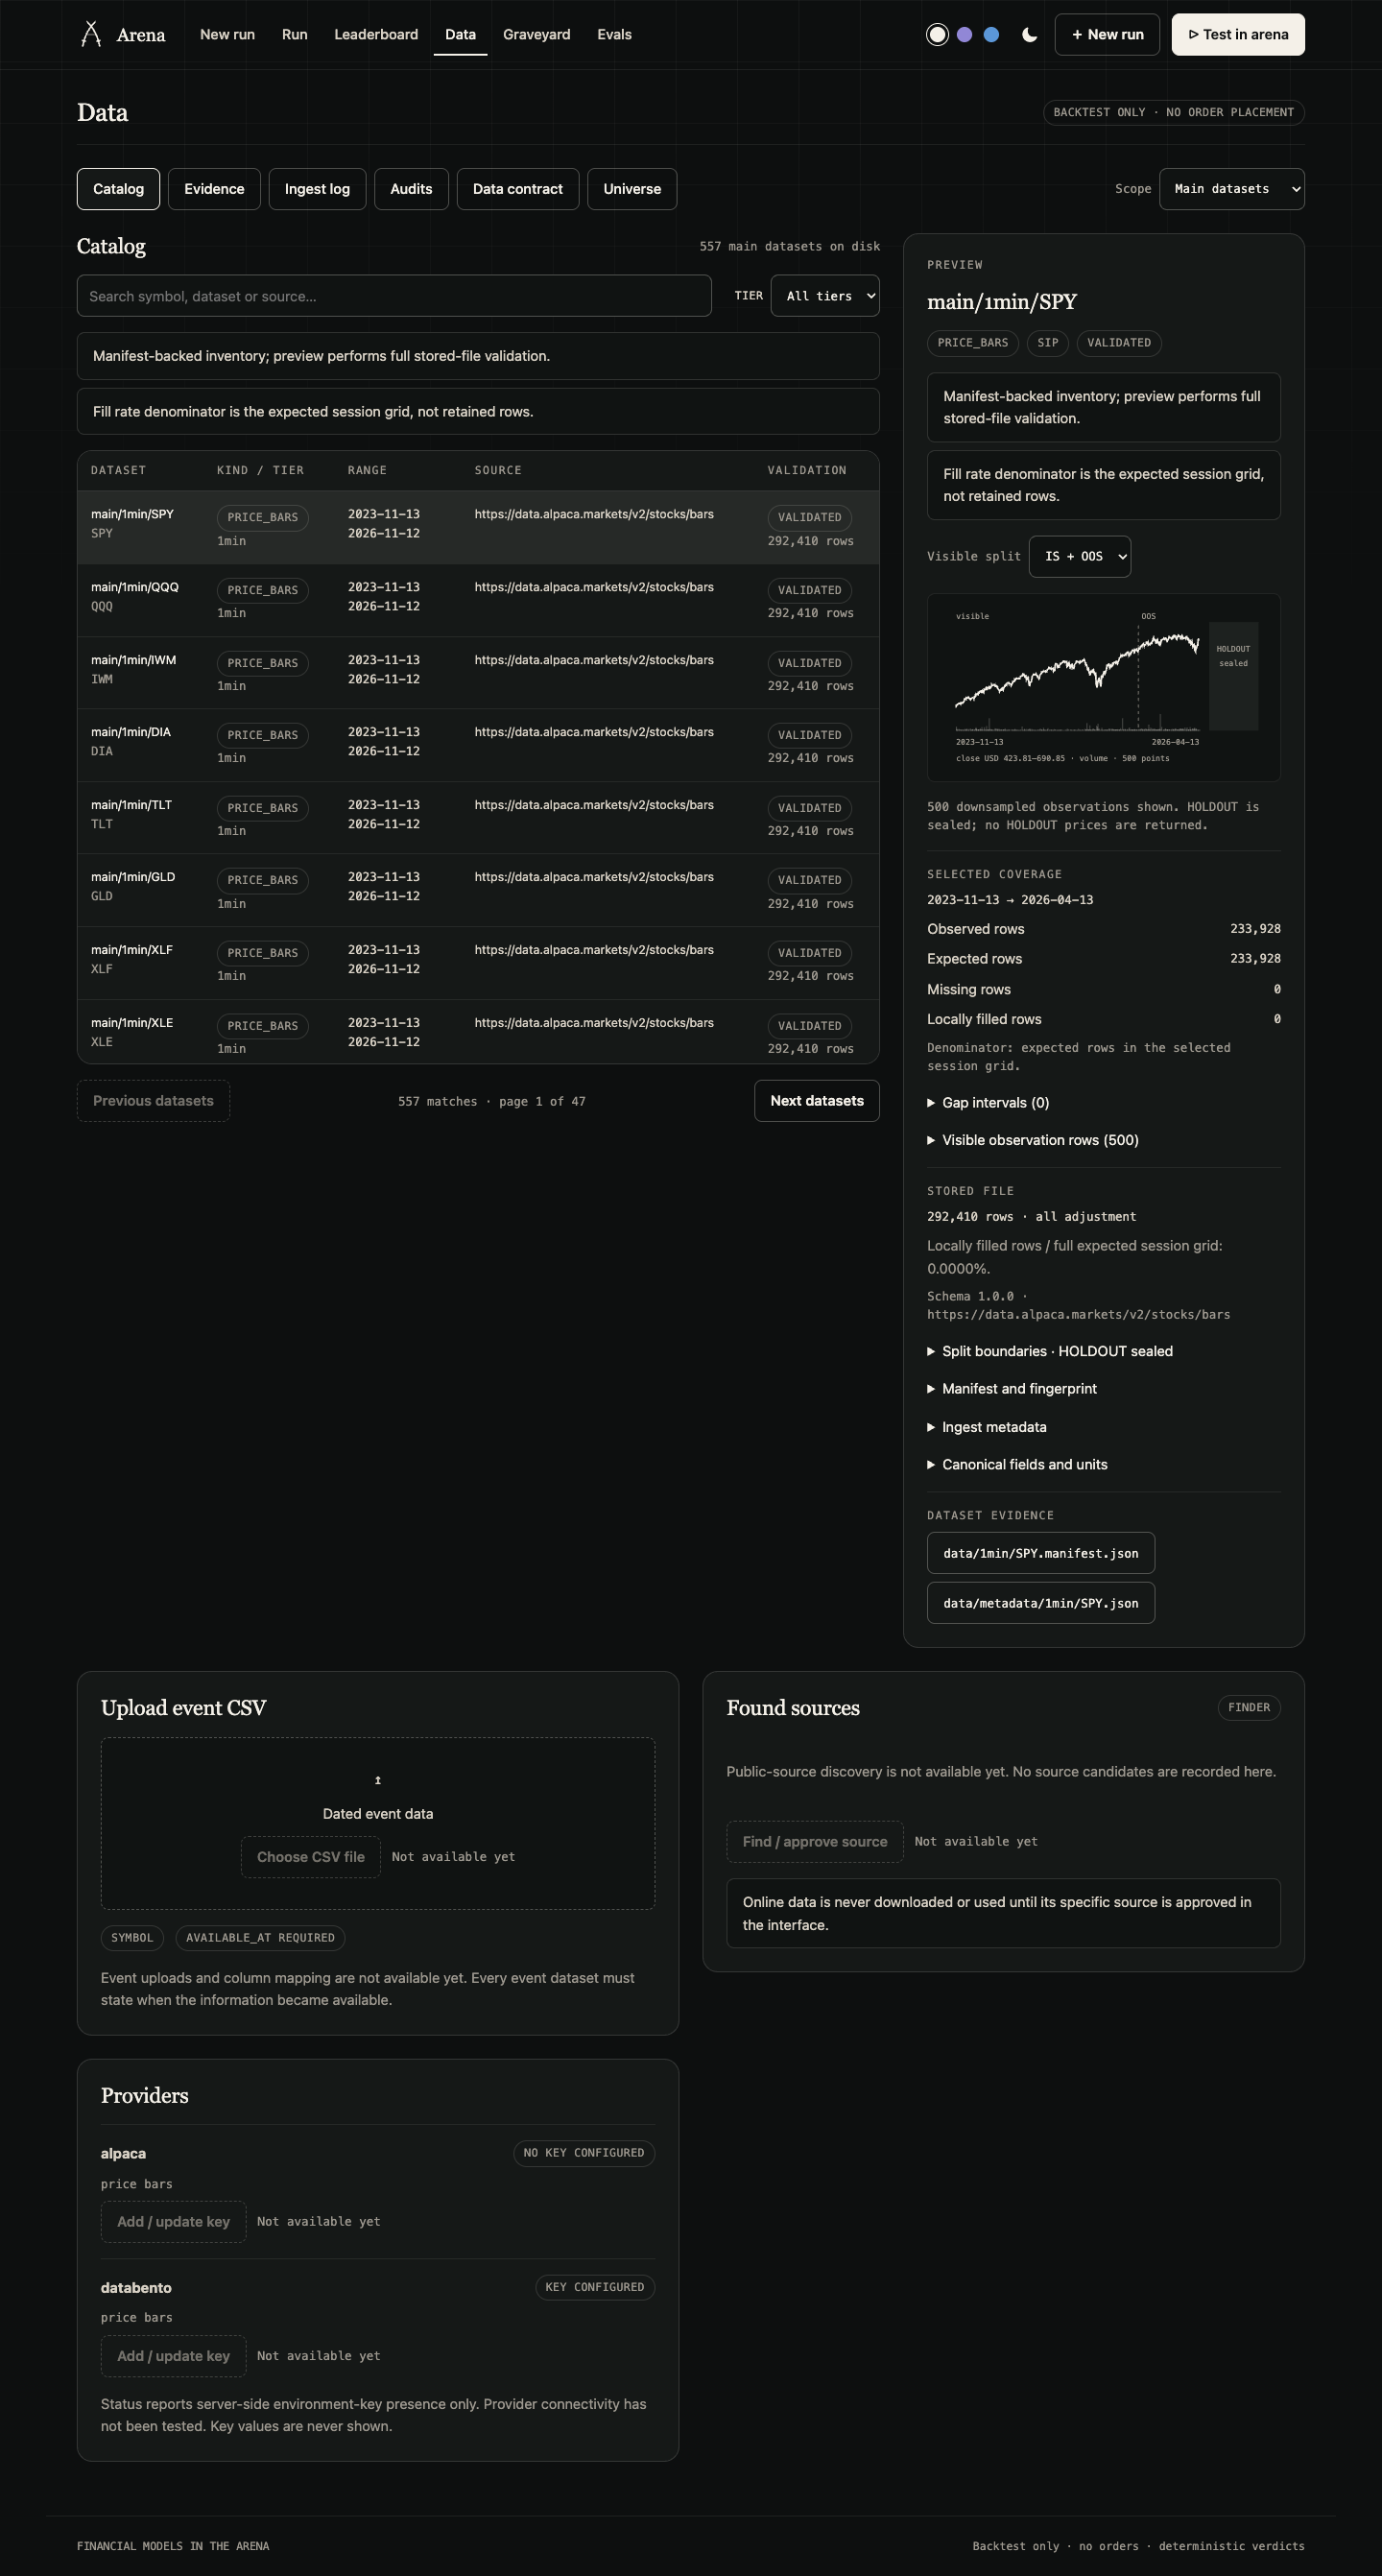 Arena
New run
Run
Leaderboard
Data
Graveyard
Evals
+ New run
Test in arena
Data
BACKTEST ONLY · NO ORDER PLACEMENT
Catalog
Evidence
Ingest log
Audits
Data contract
Universe
Scope
Main datasets
Catalog
557 main datasets on disk
Search symbol, dataset or source...
TIER
All tiers
Manifest-backed inventory; preview performs full stored-file validation.
Fill rate denominator is the expected session grid, not retained rows.
DATASET KIND / TIER RANGE SOURCE VALIDATION
main/1min/SPY PRICE_BARS 2023-11-13 https://data.alpaca.markets/v2/stocks/bars VALIDATED
SPY 1min 2026-11-12 292,410 rows
main/1min/QQQ PRICE_BARS 2023-11-13 https://data.alpaca.markets/v2/stocks/bars VALIDATED
QQQ 1min 2026-11-12 292,410 rows
main/1min/IWM PRICE_BARS 2023-11-13 https://data.alpaca.markets/v2/stocks/bars VALIDATED
IWM 1min 2026-11-12 292,410 rows
main/1min/DIA PRICE_BARS 2023-11-13 https://data.alpaca.markets/v2/stocks/bars VALIDATED
DIA 1min 2026-11-12 292,410 rows
main/1min/TLT PRICE_BARS 2023-11-13 https://data.alpaca.markets/v2/stocks/bars VALIDATED
TLT 1min 2026-11-12 292,410 rows
main/1min/GLD PRICE_BARS 2023-11-13 https://data.alpaca.markets/v2/stocks/bars VALIDATED
GLD 1min 2026-11-12 292,410 rows
main/1min/XLF PRICE_BARS 2023-11-13 https://data.alpaca.markets/v2/stocks/bars VALIDATED
XLF 1min 2026-11-12 292,410 rows
main/1min/XLE PRICE_BARS 2023-11-13 https://data.alpaca.markets/v2/stocks/bars VALIDATED
XLE 1min 2026-11-12 292,410 rows
Previous datasets
557 matches · page 1 of 47
Next datasets
PREVIEW
main/1min/SPY
PRICE_BARS
SIP
VALIDATED
Manifest-backed inventory; preview performs full
stored-file validation.
Fill rate denominator is the expected session grid,
not retained rows.
Visible split
IS + OOS
visible
OOS
HOLDOUT
sealed
2023-11-13
2026-04-13
close USD 423.81–690.85 · volume · 500 points
500 downsampled observations shown. HOLDOUT is
sealed; no HOLDOUT prices are returned.
SELECTED COVERAGE
2023-11-13 → 2026-04-13
Observed rows 233,928
Expected rows 233,928
Missing rows 0
Locally filled rows 0
Denominator: expected rows in the selected
session grid.
Gap intervals (0)
Visible observation rows (500)
STORED FILE
292,410 rows · all adjustment
Locally filled rows / full expected session grid:
0.0000%.
Schema 1.0.0 ·
https://data.alpaca.markets/v2/stocks/bars
Split boundaries · HOLDOUT sealed
Manifest and fingerprint
Ingest metadata
Canonical fields and units
DATASET EVIDENCE
data/1min/SPY.manifest.json
data/metadata/1min/SPY.json
Upload event CSV
Dated event data
Choose CSV file
Not available yet
SYMBOL
AVAILABLE_AT REQUIRED
Event uploads and column mapping are not available yet. Every event dataset must
state when the information became available.
Found sources
FINDER
Public-source discovery is not available yet. No source candidates are recorded here.
Find / approve source
Not available yet
Online data is never downloaded or used until its specific source is approved in
the interface.
Providers
alpaca
NO KEY CONFIGURED
price bars
Add / update key
Not available yet
databento
KEY CONFIGURED
price bars
Add / update key
Not available yet
Status reports server-side environment-key presence only. Provider connectivity has
not been tested. Key values are never shown.
FINANCIAL MODELS IN THE ARENA
Backtest only · no orders · deterministic verdicts